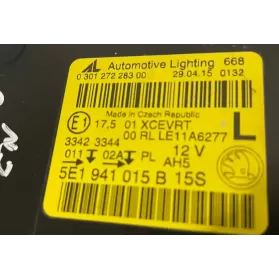 AL Automotive Lighting 668
0 301 272 283 00 29.04.15 0132
Made in Czech Republic
E1 17,5 01 XCEVRT L
00 RL LE11A6277
3342 3344 12 V
011 02A PL AH5
5E1 941 015 B 15S